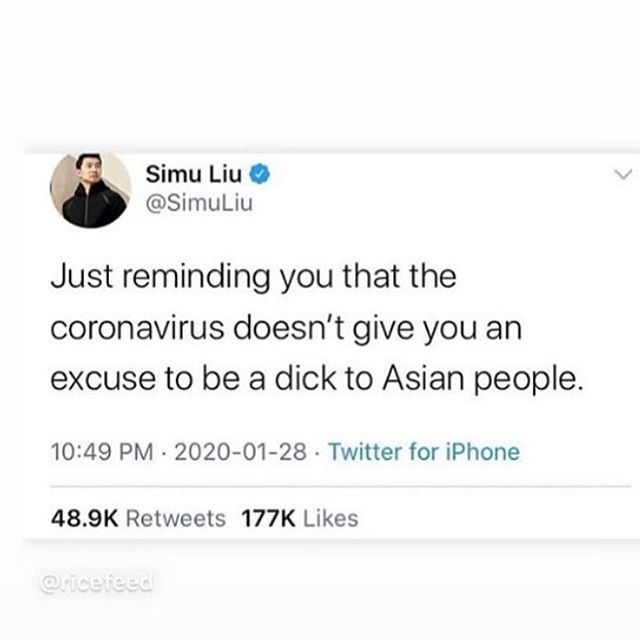 Simu Liu
@SimuLiu
Just reminding you that the
coronavirus doesn't give you an
excuse to be a dick to Asian people.
10:49 PM · 2020-01-28 · Twitter for iPhone
48.9K Retweets 177K Likes
@ricefeed